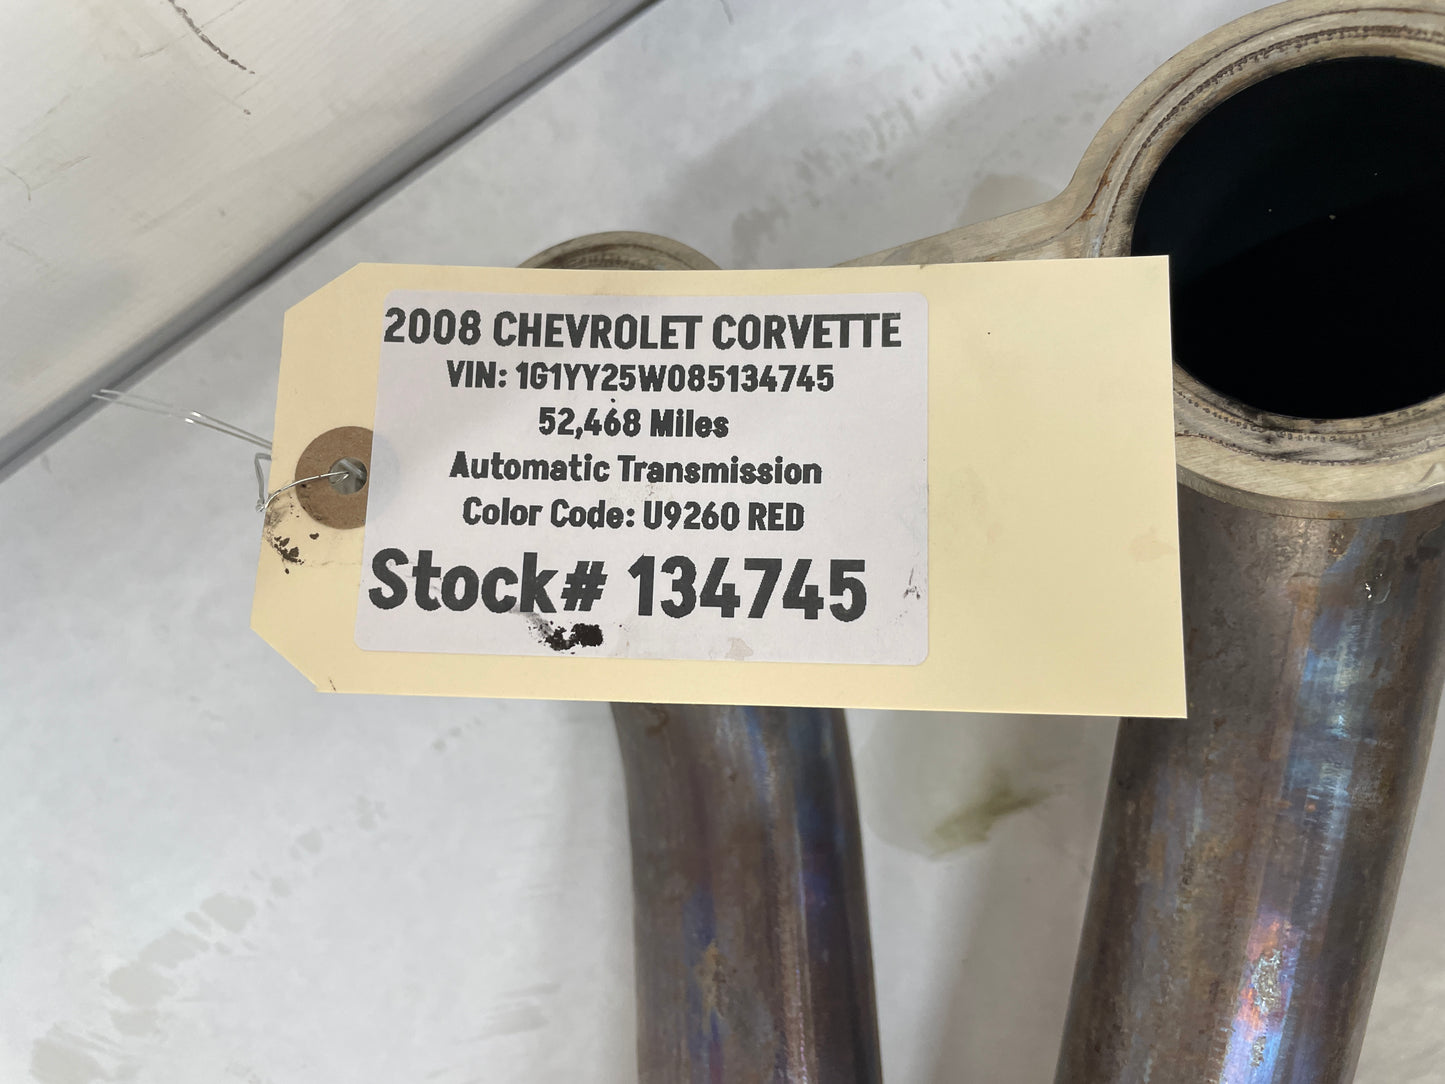 2008 CHEVROLET CORVETTE
VIN: 1G1YY25W085134745
52,468 Miles
Automatic Transmission
Color Code: U9260 RED
Stock# 134745